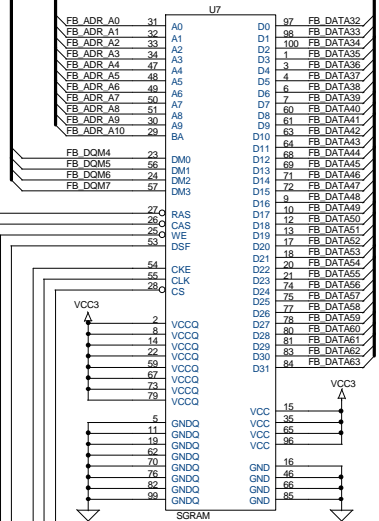 U7
FB_ADR_A0 31 A0 D0 97 FB_DATA32
FB_ADR_A1 32 A1 D1 98 FB_DATA33
FB_ADR_A2 33 A2 D2 100 FB_DATA34
FB_ADR_A3 34 A3 D3 1 FB_DATA35
FB_ADR_A4 47 A4 D4 3 FB_DATA36
FB_ADR_A5 48 A5 D5 4 FB_DATA37
FB_ADR_A6 49 A6 D6 6 FB_DATA38
FB_ADR_A7 50 A7 D7 7 FB_DATA39
FB_ADR_A8 51 A8 D8 60 FB_DATA40
FB_ADR_A9 30 A9 D9 61 FB_DATA41
FB_ADR_A10 29 BA D10 63 FB_DATA42
D11 64 FB_DATA43
FB_DQM4 23 DM0 D12 68 FB_DATA44
FB_DQM5 56 DM1 D13 69 FB_DATA45
FB_DQM6 24 DM2 D14 71 FB_DATA46
FB_DQM7 57 DM3 D15 72 FB_DATA47
D16 9 FB_DATA48
27 RAS D17 10 FB_DATA49
26 CAS D18 12 FB_DATA50
25 WE D19 13 FB_DATA51
53 DSF D20 17 FB_DATA52
D21 18 FB_DATA53
54 CKE D22 20 FB_DATA54
55 CLK D23 21 FB_DATA55
28 CS D24 74 FB_DATA56
D25 75 FB_DATA57
VCC3 D26 77 FB_DATA58
2 VCCQ D27 78 FB_DATA59
8 VCCQ D28 80 FB_DATA60
14 VCCQ D29 81 FB_DATA61
22 VCCQ D30 83 FB_DATA62
59 VCCQ D31 84 FB_DATA63
67 VCCQ
73 VCCQ VCC3
79 VCCQ
VCC 15
5 GNDQ VCC 35
11 GNDQ VCC 65
19 GNDQ VCC 96
62 GNDQ
70 GNDQ GND 16
76 GNDQ GND 46
82 GNDQ GND 66
99 GNDQ GND 85
SGRAM